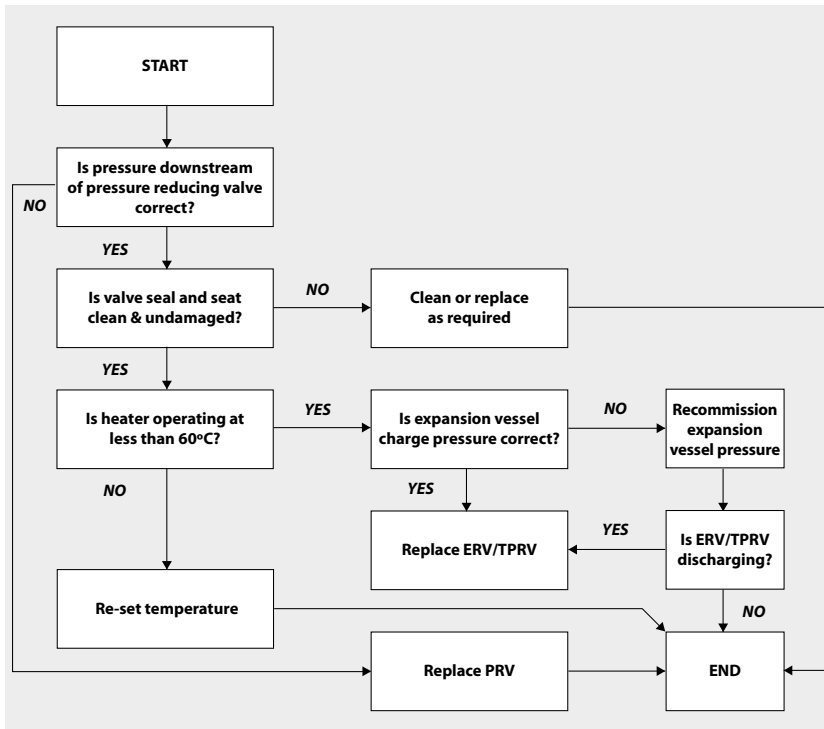 START
Is pressure downstream
of pressure reducing valve
correct?
NO
YES
Is valve seal and seat
clean & undamaged?
NO
Clean or replace
as required
YES
Is heater operating at
less than 60ºC?
YES
Is expansion vessel
charge pressure correct?
NO
Recommission
expansion
vessel pressure
NO
YES
Replace ERV/TPRV
YES
Is ERV/TPRV
discharging?
Re-set temperature
NO
Replace PRV
END